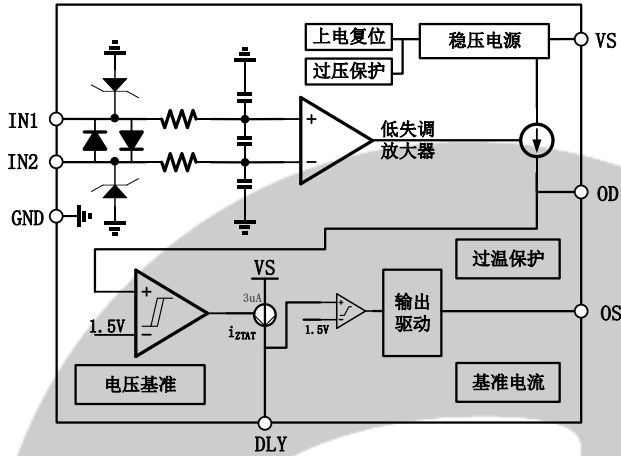 上电复位
稳压电源
VS
过压保护
IN1
+
低失调
放大器
IN2
−
GND
OD
过温保护
VS
+
3uA
+
输出
驱动
OS
1.5V
−
iZTAT
1.5V
−
电压基准
基准电流
DLY